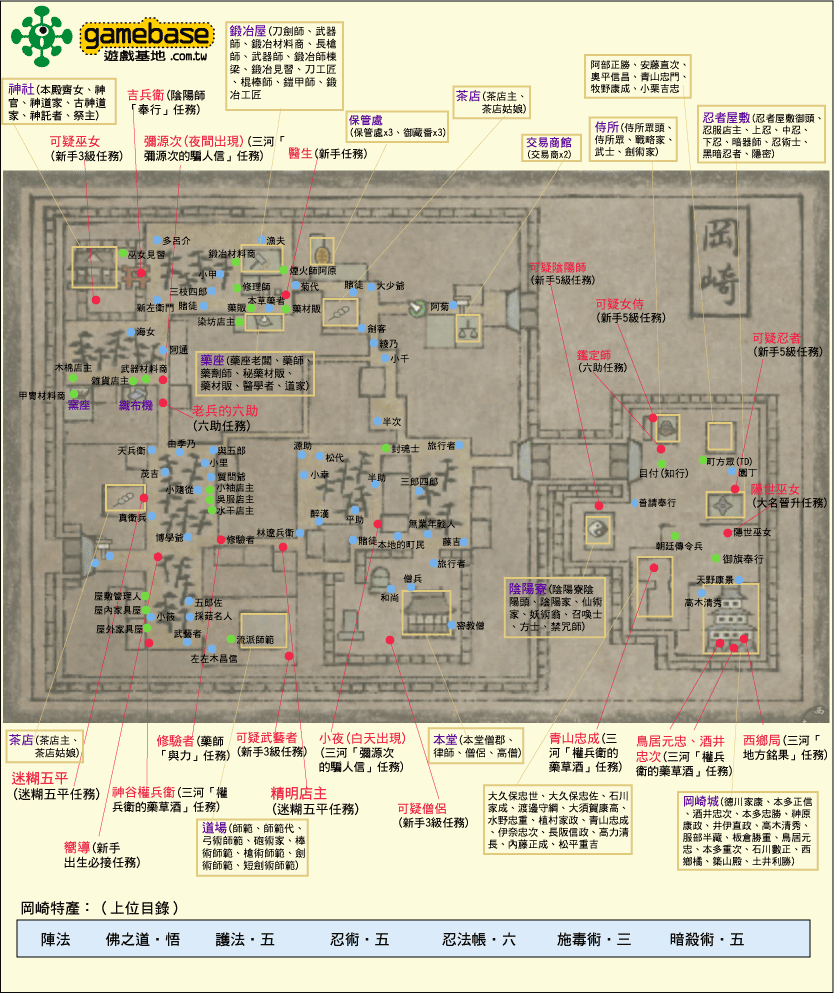 gamebase
遊戲基地.com.tw
鍛冶屋(刀劍師、武器
師、鍛冶材料商、長槍
師、武器師、鍛冶師棟
梁、鍛冶見習、刀工匠
、棍棒師、鎧甲師、鍛
冶工匠
神社(本殿齊女、神
官、神道家、古神道
家、神託者、祭主)
吉兵衛(陰陽師
「奉行」任務)
可疑巫女
(新手3級任務)
彌源次(夜間出現)(三河「
彌源次的騙人信」任務)
醫生(新手任務)
保管處
(保管處x3、御藏番x3)
茶店(茶店主、
茶店姑娘)
交易商館
(交易商x2)
阿部正勝、安藤直次、
奧平信昌、青山忠門、
牧野康成、小栗吉忠
侍所(侍所眾頭、
侍所眾、戰略家、
武士、劍術家)
忍者屋敷(忍者屋敷御頭、
忍服店主、上忍、中忍、
下忍、暗器師、忍術士、
黑暗忍者、隱密)
岡崎
多呂介
漁夫
巫女見習
鍛冶材料商
小甲
煙火師阿原
三枝四郎
修理師
菊代
賭徒
大少爺
新左衛門
賭徒
本草藥者
藥販
藥材販
阿菊
染坊店主
劍客
海女
綾乃
阿通
小千
木棉店主
武器材料商
雜貨店主
甲冑材料商
窯座
織布機
藥座(藥座老闆、藥師、
藥劑師、秘藥材販、
藥材販、醫學者、道家)
老兵的六助
(六助任務)
半次
可疑陰陽師
(新手5級任務)
可疑女侍
(新手5級任務)
鑑定師
(六助任務)
可疑忍者
(新手5級任務)
天兵衛
由季乃
與五郎
小里
茂吉
賀問爺
小隨從
小袖店主
吳服店主
水干店主
真衛兵
博學爺
修驗者
源助
松代
封魂士
旅行者
小幸
半助
三郎四郎
醉漢
平助
無業年輕人
林遼兵衛
賭徒
本地的町民
藤吉
旅行者
目付(知行)
町方眾(TD)
園丁
普請奉行
隱世巫女
(大名晉升任務)
隱世巫女
朝廷傳令兵
御旗奉行
天野康景
高木清秀
屋敷管理人
屋內家具屋
屋外家具屋
小筱
五郎佐
採菇名人
武藝者
左左木昌信
流派師範
僧兵
和尚
密教僧
陰陽寮(陰陽寮陰
陽頭、陰陽家、仙術
家、妖術翁、召喚士
、方士、禁咒師)
茶店(茶店主、
茶店姑娘)
迷糊五平
(迷糊五平任務)
修驗者(藥師
「與力」任務)
可疑武藝者
(新手3級任務)
小夜(白天出現)
(三河「彌源次
的騙人信」任務)
本堂(本堂僧郡、
律師、僧侶、高僧)
青山忠成
(三河「權兵衛的
藥草酒」任務)
鳥居元忠、酒井
忠次(三河「權兵
衛的藥草酒」任務)
西鄉局(三河「
地方銘果」任務)
神谷權兵衛(三河「權
兵衛的藥草酒」任務)
精明店主
(迷糊五平任務)
可疑僧侶
(新手3級任務)
嚮導(新手
出生必接任務)
道場(師範、師範代、
弓術師範、砲術家、棒
術師範、槍術師範、劍
術師範、短劍術師範)
大久保忠世、大久保忠佐、石川
家成、渡邊守綱、大須賀康高、
水野忠重、植村家政、青山忠成
、伊奈忠次、長阪信政、高力清
長、內藤正成、松平重吉
岡崎城(德川家康、本多正信
、酒井忠次、本多忠勝、神原
康政、井伊直政、高木清秀、
服部半藏、板倉勝重、鳥居元
忠、本多重次、石川數正、西
鄉橘、築山殿、土井利勝)
岡崎特產：（上位目錄）
陣法 佛之道・悟 護法・五 忍術・五 忍法帳・六 施毒術・三 暗殺術・五